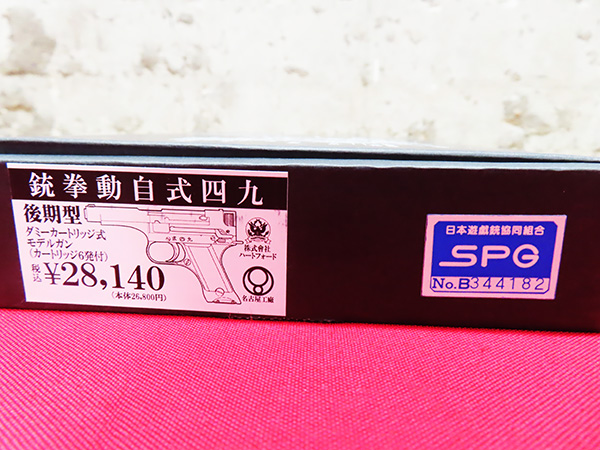 銃拳動自式四九
後期型
ダミーカートリッジ式
モデルガン
(カートリッジ6発付)
税込 ¥28,140
(本体26,800円)
株式會社
ハートフォード
名古屋工廠
日本遊戯銃協同組合
SPG
No.B344182